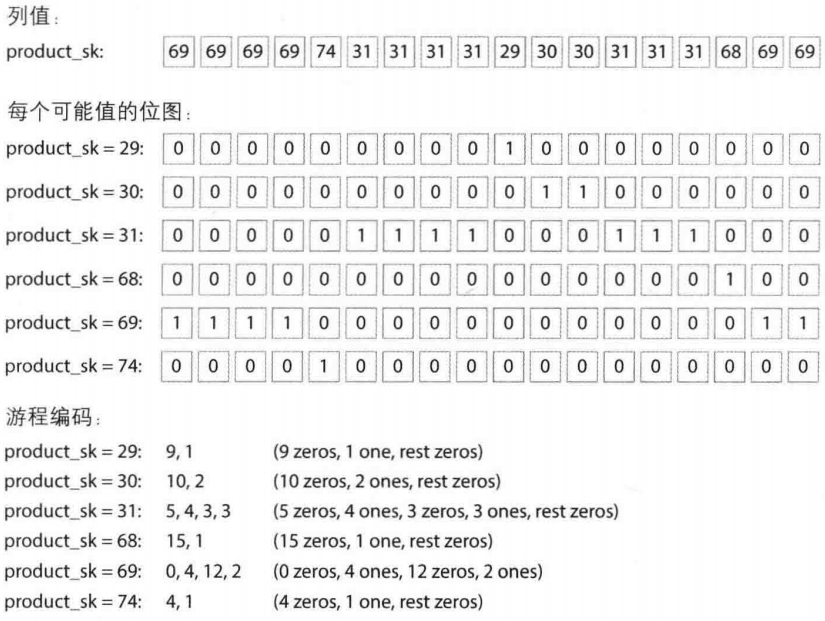 列值：
product_sk: 69 69 69 69 74 31 31 31 31 29 30 30 31 31 31 68 69 69
每个可能值的位图：
product_sk = 29: 0 0 0 0 0 0 0 0 0 1 0 0 0 0 0 0 0 0
product_sk = 30: 0 0 0 0 0 0 0 0 0 0 1 1 0 0 0 0 0 0
product_sk = 31: 0 0 0 0 0 1 1 1 1 0 0 0 1 1 1 0 0 0
product_sk = 68: 0 0 0 0 0 0 0 0 0 0 0 0 0 0 0 1 0 0
product_sk = 69: 1 1 1 1 0 0 0 0 0 0 0 0 0 0 0 0 1 1
product_sk = 74: 0 0 0 0 1 0 0 0 0 0 0 0 0 0 0 0 0 0
游程编码：
product_sk = 29: 9, 1 (9 zeros, 1 one, rest zeros)
product_sk = 30: 10, 2 (10 zeros, 2 ones, rest zeros)
product_sk = 31: 5, 4, 3, 3 (5 zeros, 4 ones, 3 zeros, 3 ones, rest zeros)
product_sk = 68: 15, 1 (15 zeros, 1 one, rest zeros)
product_sk = 69: 0, 4, 12, 2 (0 zeros, 4 ones, 12 zeros, 2 ones)
product_sk = 74: 4, 1 (4 zeros, 1 one, rest zeros)